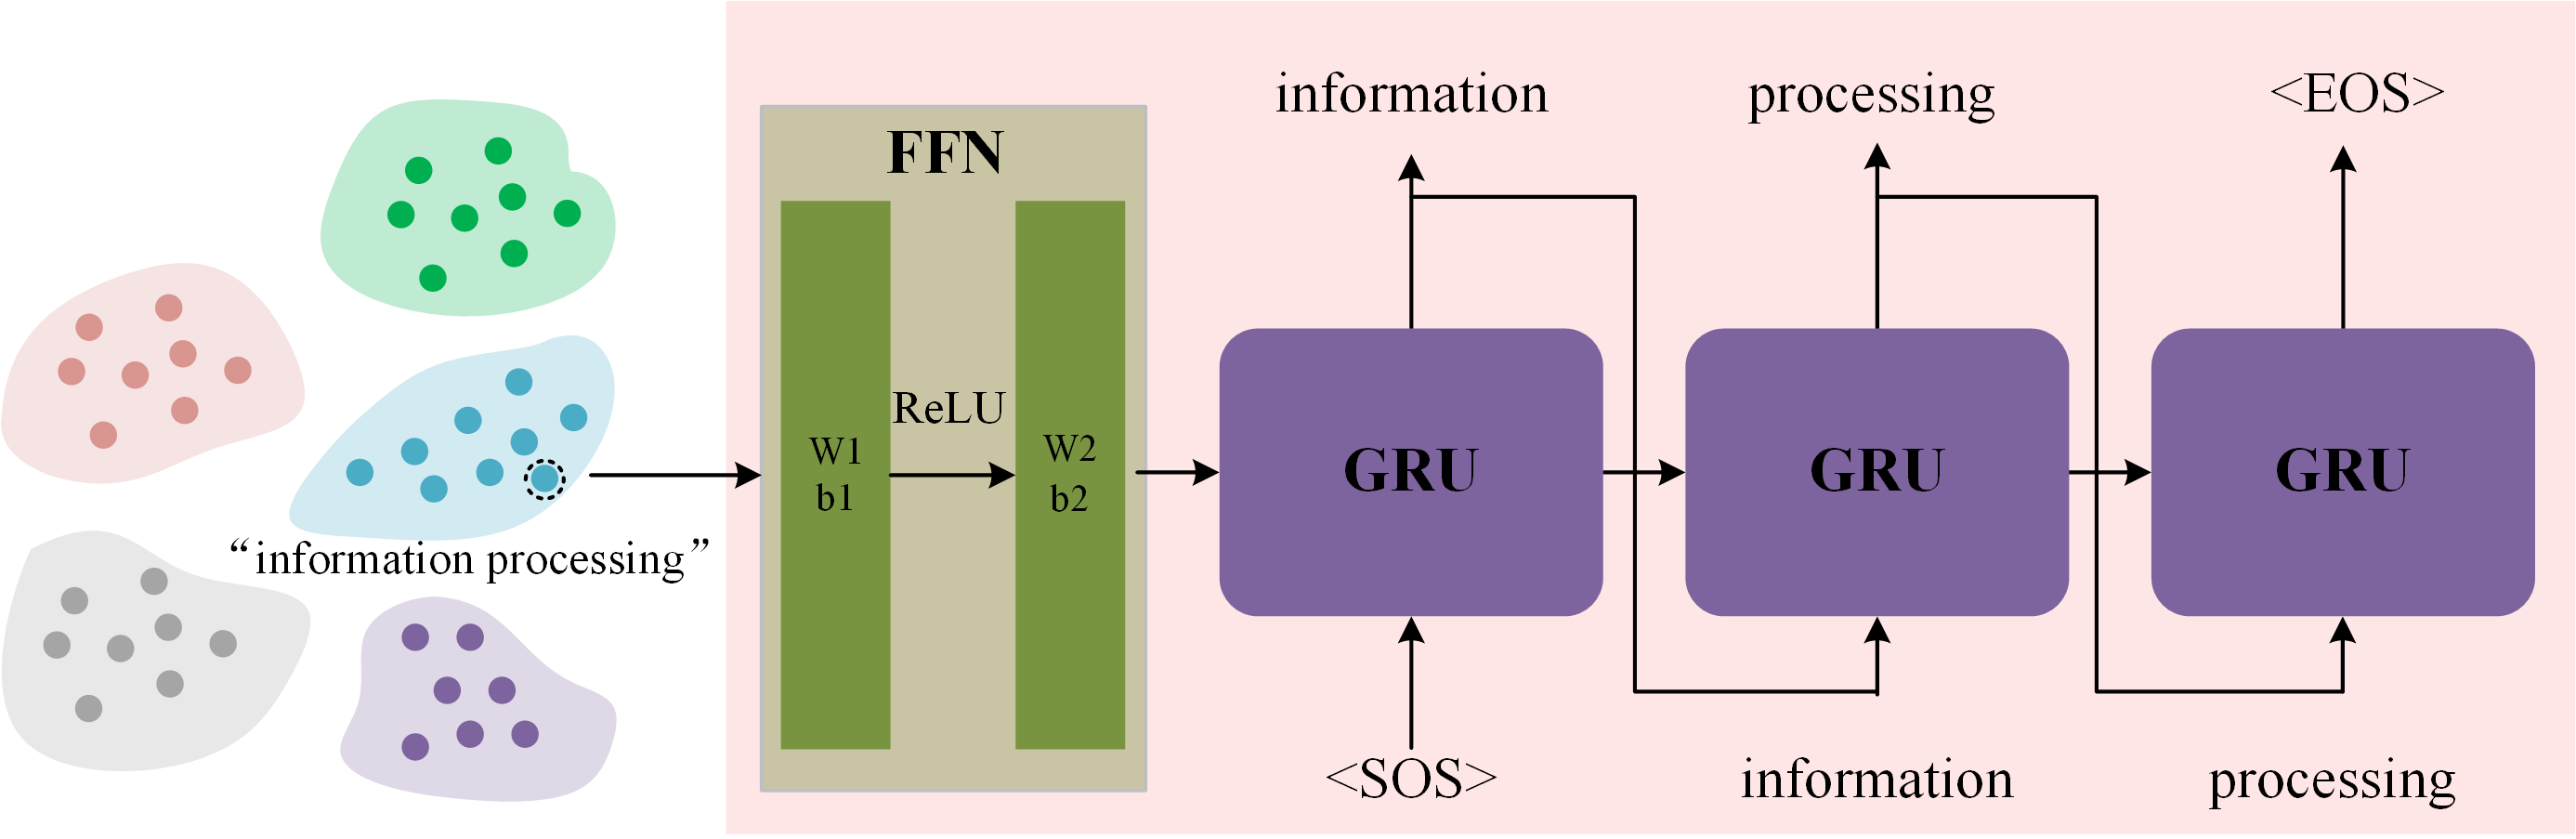 “information processing”
FFN
W1
b1
ReLU
W2
b2
information
processing
<EOS>
GRU
GRU
GRU
<SOS>
information
processing